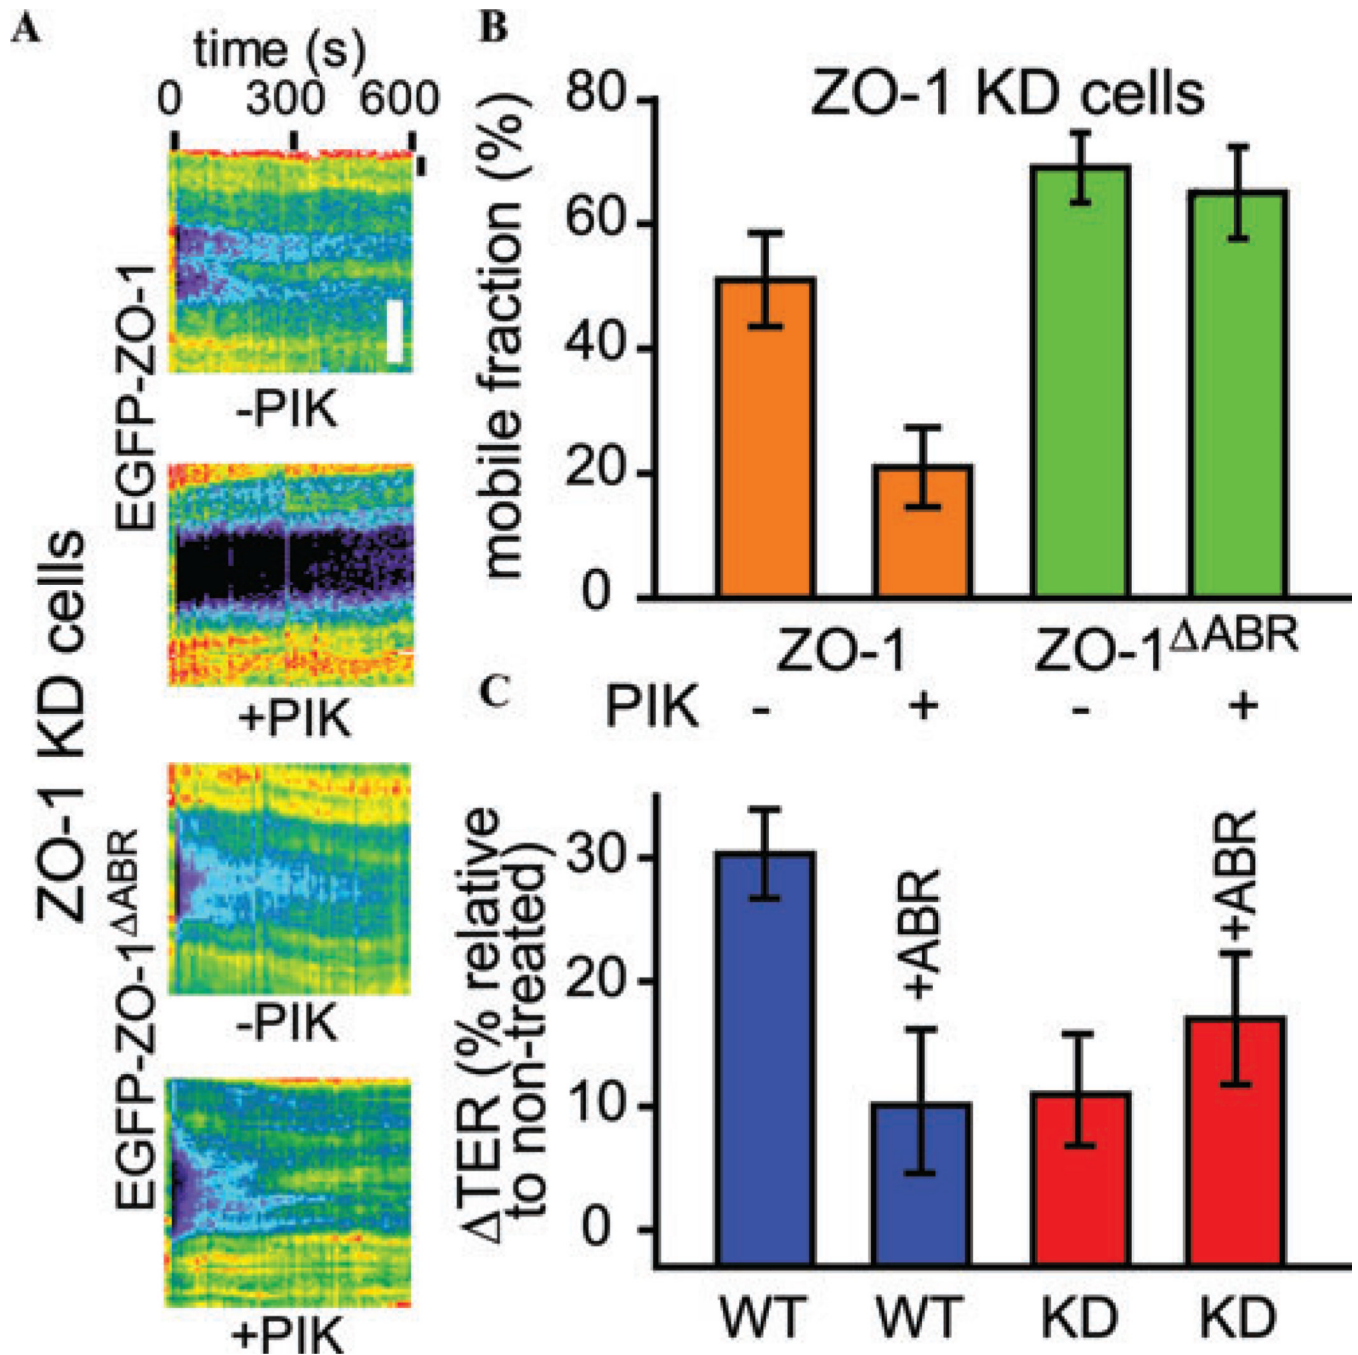 A
time (s)
0 300 600
ZO-1 KD cells
EGFP-ZO-1
-PIK
+PIK
EGFP-ZO-1ΔABR
-PIK
+PIK
B
ZO-1 KD cells
mobile fraction (%)
80
60
40
20
0
ZO-1 ZO-1ΔABR
PIK - + - +
C
ΔTER (% relative
to non-treated)
30
20
10
0
+ABR
+ABR
WT WT KD KD